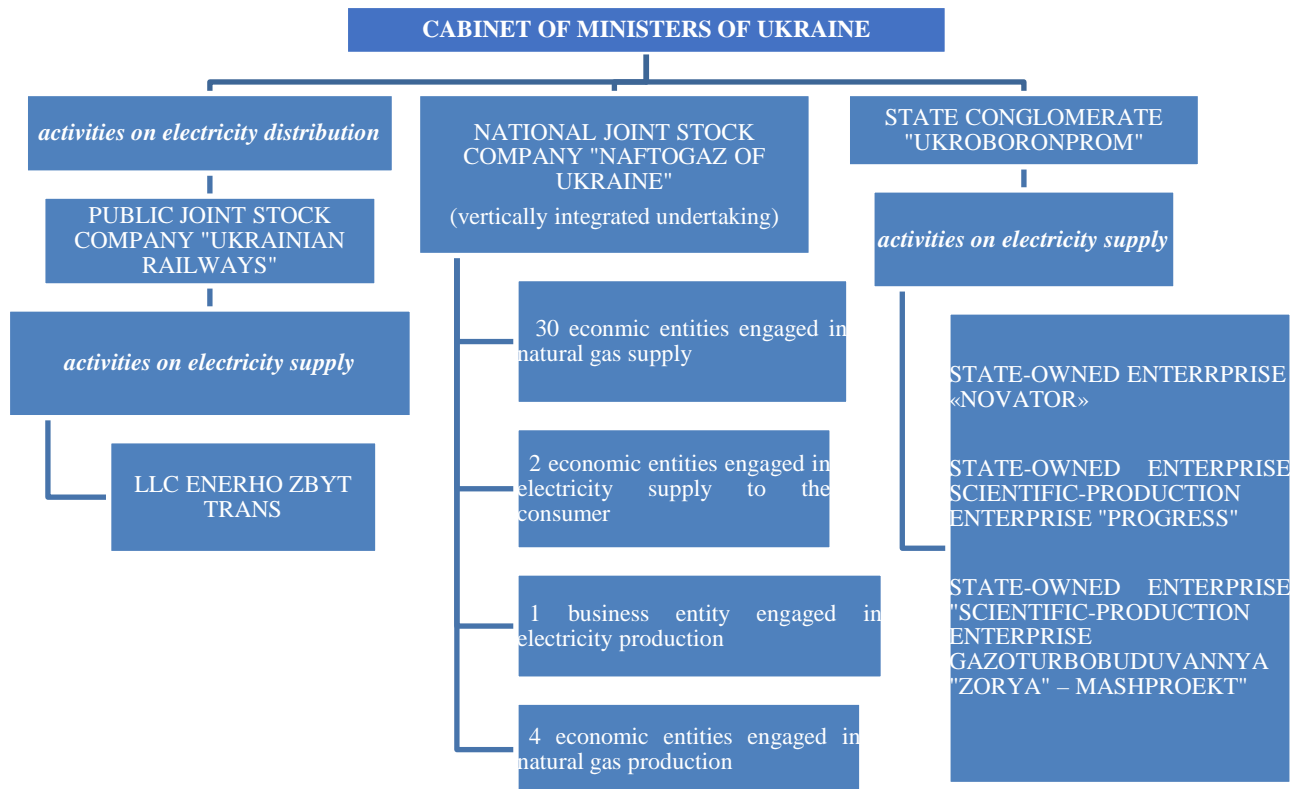 CABINET OF MINISTERS OF UKRAINE
activities on electricity distribution
PUBLIC JOINT STOCK
COMPANY "UKRAINIAN
RAILWAYS"
activities on electricity supply
LLC ENERHO ZBYT
TRANS
NATIONAL JOINT STOCK
COMPANY "NAFTOGAZ OF
UKRAINE"
(vertically integrated undertaking)
30 econmic entities engaged in
natural gas supply
2 economic entities engaged in
electricity supply to the
consumer
1 business entity engaged in
electricity production
4 economic entities engaged in
natural gas production
STATE CONGLOMERATE
"UKROBORONPROM"
activities on electricity supply
STATE-OWNED ENTERRPRISE
«NOVATOR»
STATE-OWNED ENTERPRISE
SCIENTIFIC-PRODUCTION
ENTERPRISE "PROGRESS"
STATE-OWNED ENTERPRISE
"SCIENTIFIC-PRODUCTION
ENTERPRISE
GAZOTURBOBUDUVANNYA
"ZORYA" – MASHPROEKT"